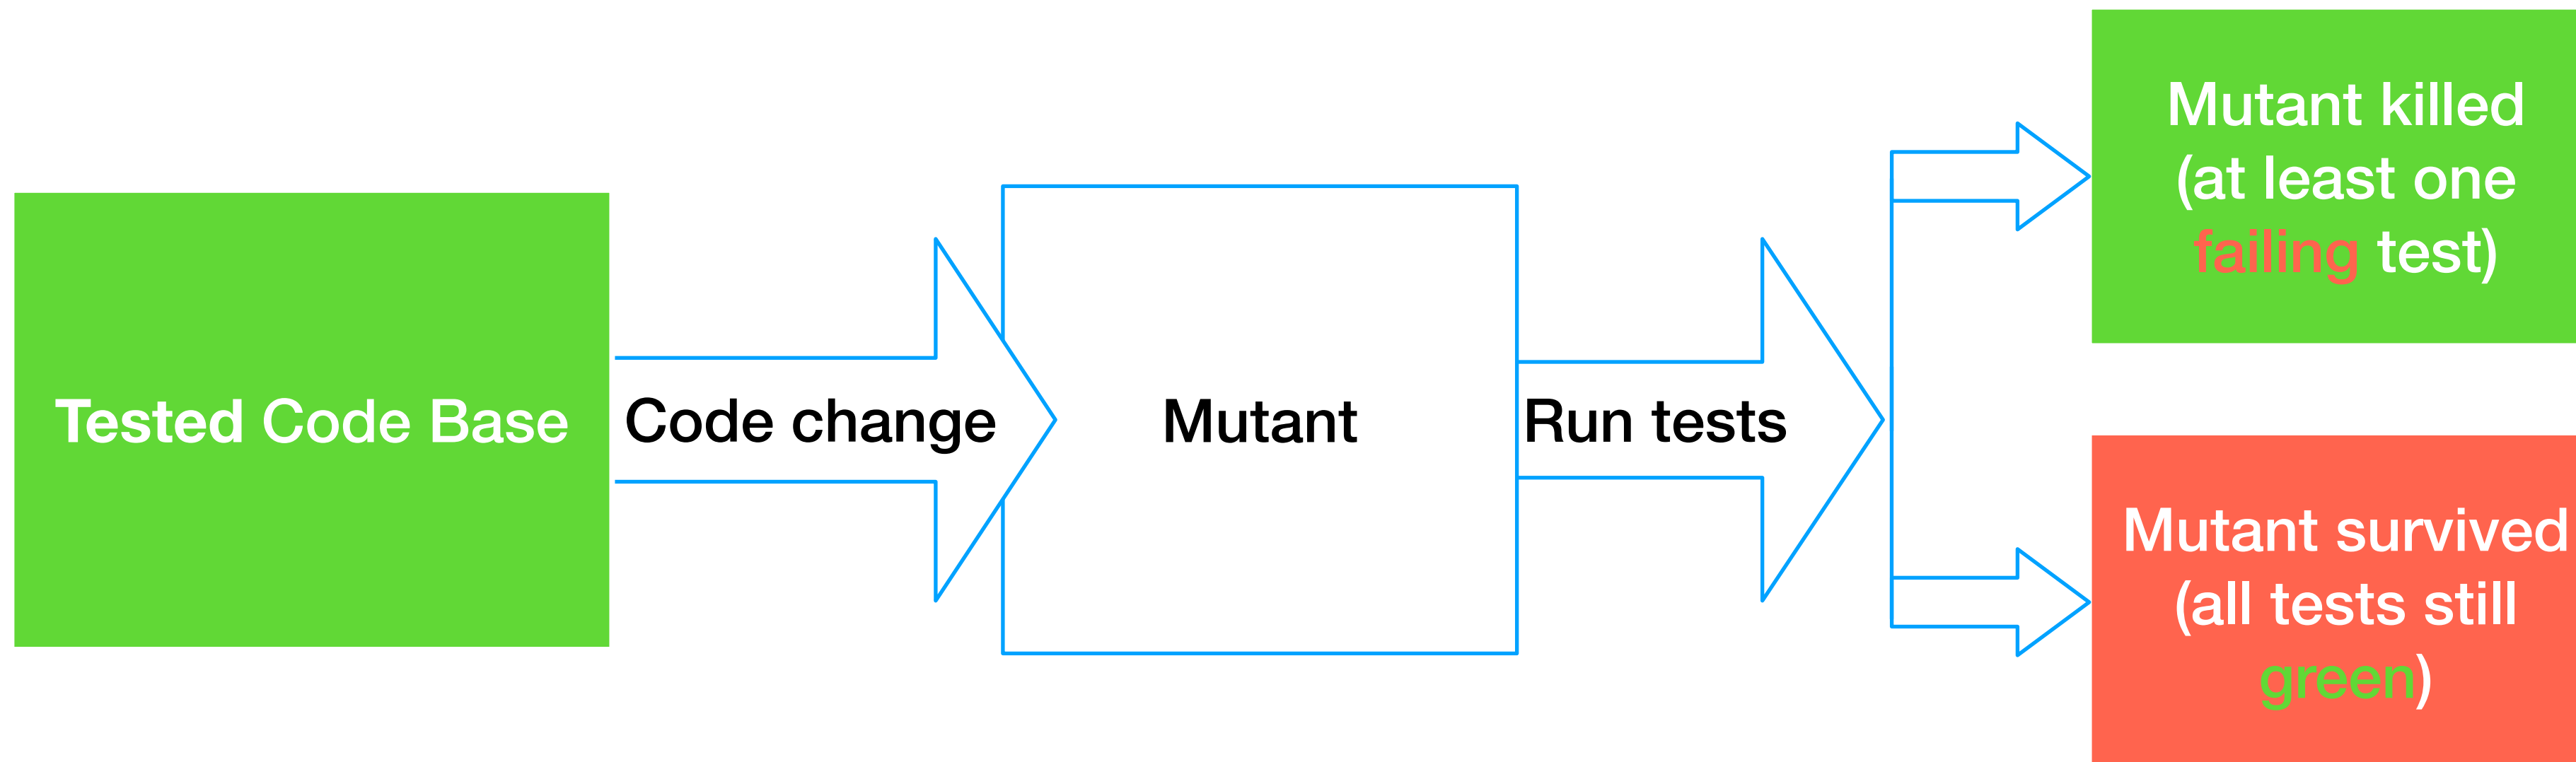 Tested Code Base
Code change
Mutant
Run tests
Mutant killed
(at least one
failing test)
Mutant survived
(all tests still
green)